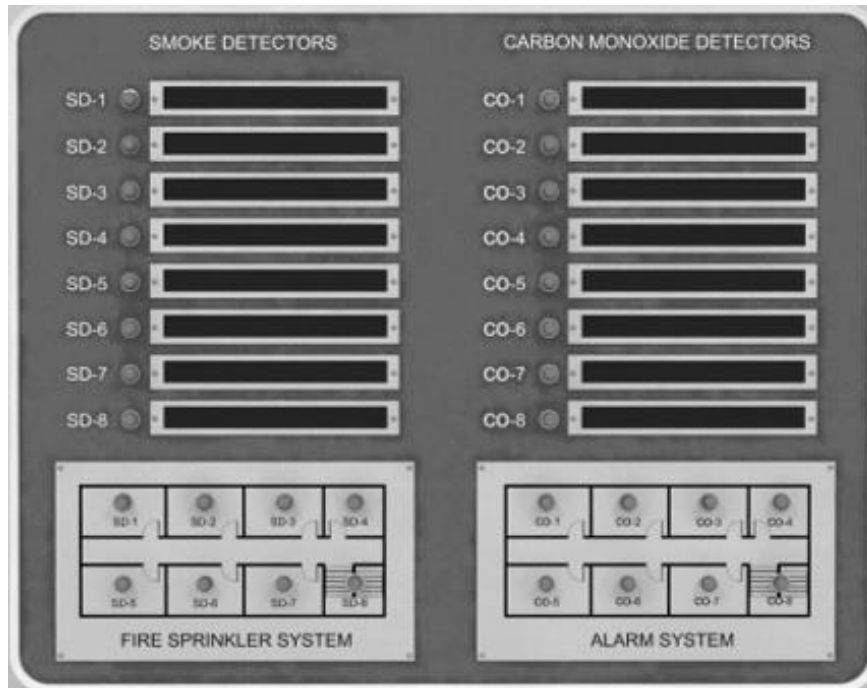 SMOKE DETECTORS
SD-1
SD-2
SD-3
SD-4
SD-5
SD-6
SD-7
SD-8
CARBON MONOXIDE DETECTORS
CO-1
CO-2
CO-3
CO-4
CO-5
CO-6
CO-7
CO-8
SD-1 SD-2 SD-3 SD-4
SD-5 SD-6 SD-7 SD-8
FIRE SPRINKLER SYSTEM
CO-1 CO-2 CO-3 CO-4
CO-5 CO-6 CO-7 CO-8
ALARM SYSTEM